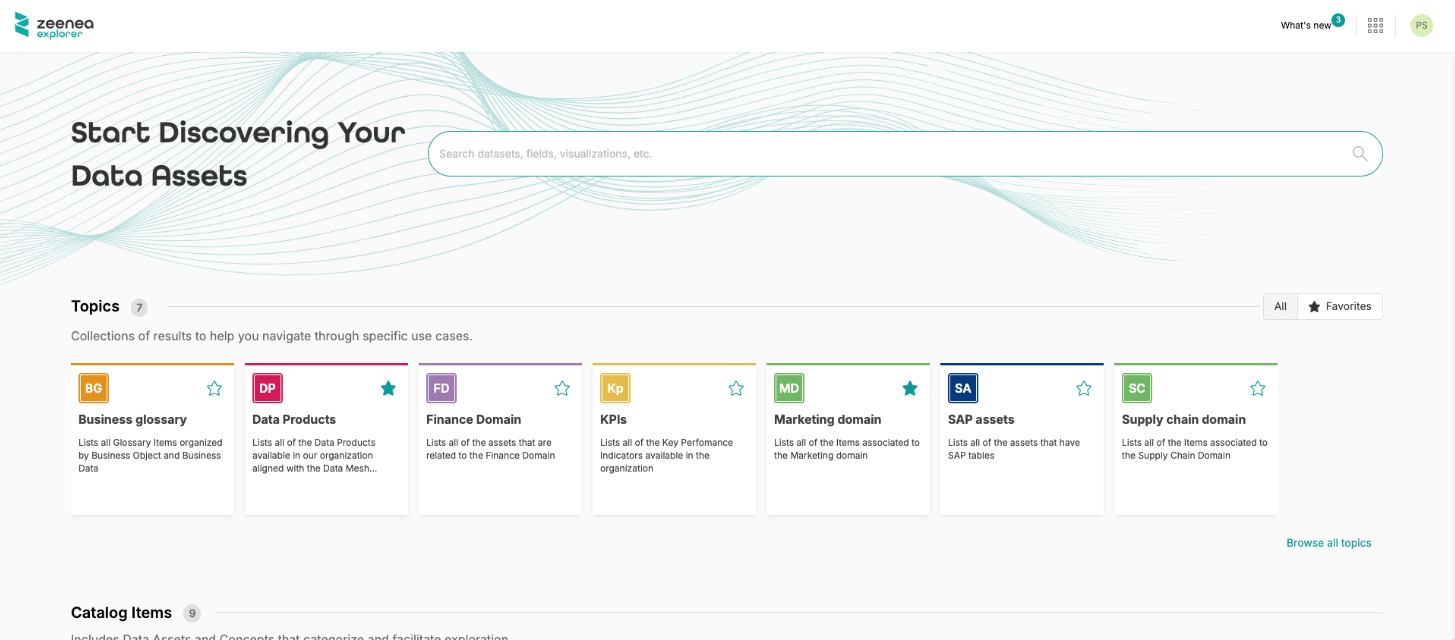 zeenea
explorer
What's new 3
PS
Start Discovering Your
Data Assets
Search datasets, fields, visualizations, etc.
Topics 7
All Favorites
Collections of results to help you navigate through specific use cases.
BG
Business glossary
Lists all Glossary Items organized
by Business Object and Business
Data
DP
Data Products
Lists all of the Data Products
available in our organization
aligned with the Data Mesh...
FD
Finance Domain
Lists all of the assets that are
related to the Finance Domain
Kp
KPIs
Lists all of the Key Perfomance
Indicators available in the
organization
MD
Marketing domain
Lists all of the Items associated to
the Marketing domain
SA
SAP assets
Lists all of the assets that have
SAP tables
SC
Supply chain domain
Lists all of the Items associated to
the Supply Chain Domain
Browse all topics
Catalog Items 9
Includes Data Assets and Concepts that categorize and facilitate exploration